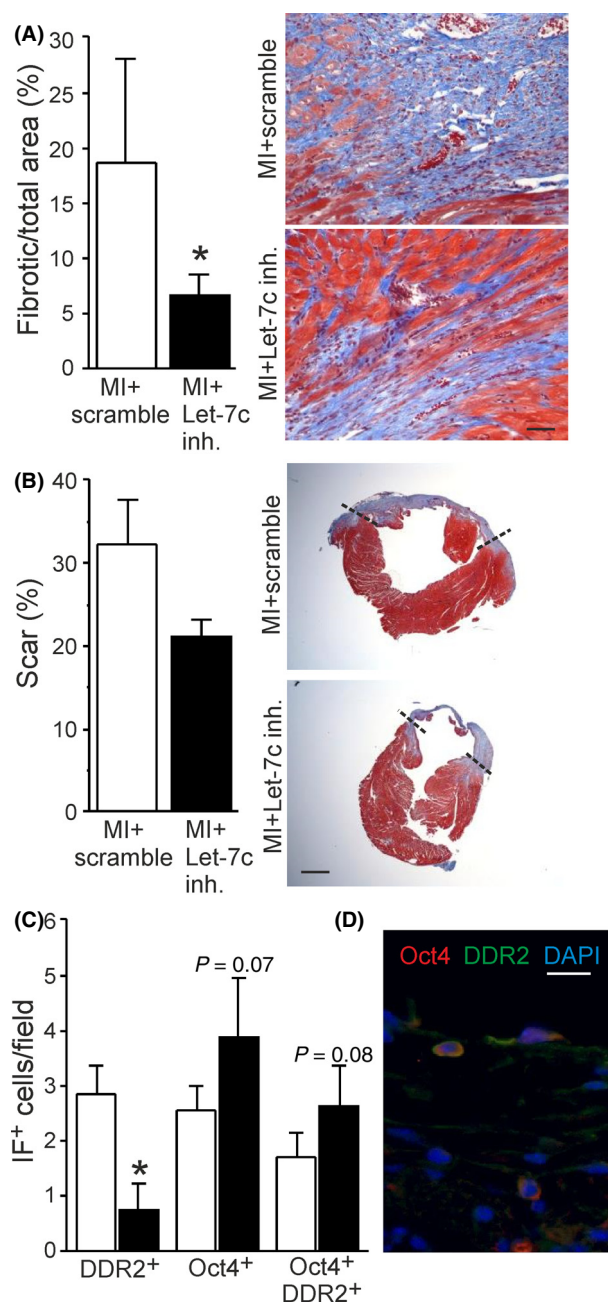 (A)
Fibrotic/total area (%)
30
25
20
15
10
5
0
MI+
scramble
MI+
Let-7c
inh.
*
MI+scramble
MI+Let-7c inh.
(B)
Scar (%)
40
30
20
10
0
MI+
scramble
MI+
Let-7c
inh.
MI+scramble
MI+Let-7c inh.
(C)
IF+ cells/field
6
5
4
3
2
1
0
*
P = 0.07
P = 0.08
DDR2+
Oct4+
Oct4+
DDR2+
(D)
Oct4 DDR2 DAPI